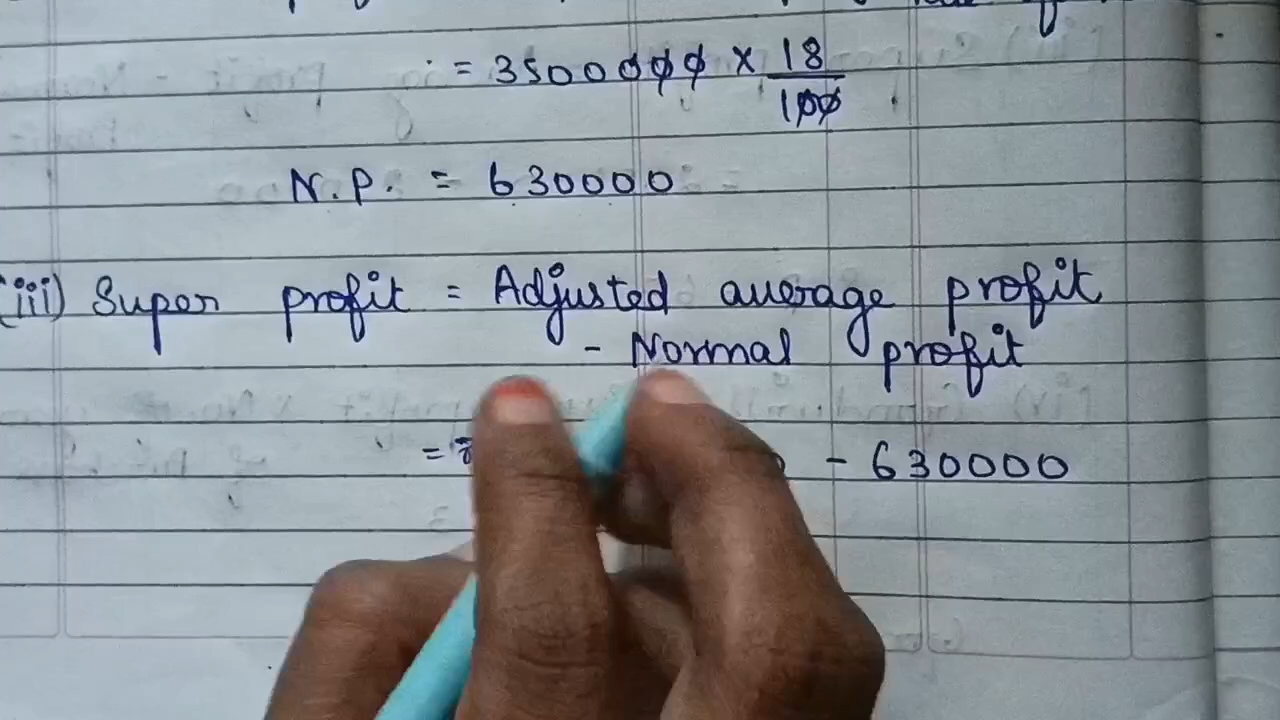 = 3500000 × 18/100
N.P. = 630000
(iii) Super profit = Adjusted average profit
- Normal profit
= - 630000